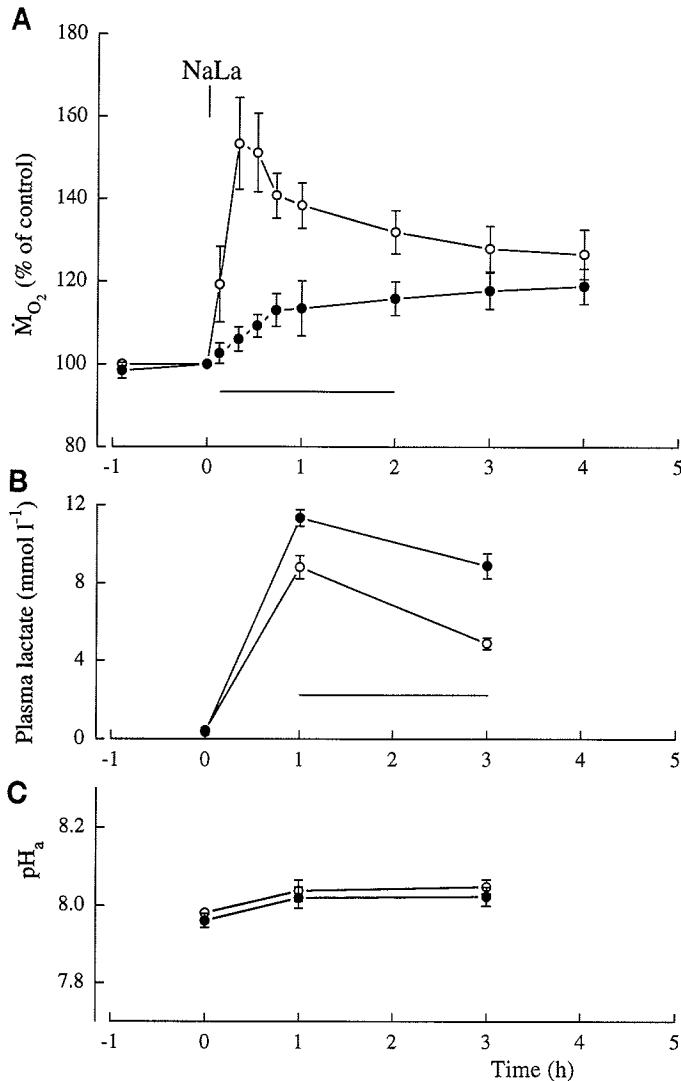 A
180
NaLa
160
140
120
100
80
ṀO₂ (% of control)
-1 0 1 2 3 4 5
B
12
8
4
0
Plasma lactate (mmol l⁻¹)
-1 0 1 2 3 4 5
C
8.2
8.0
7.8
pHₐ
-1 0 1 2 3 4 5
Time (h)